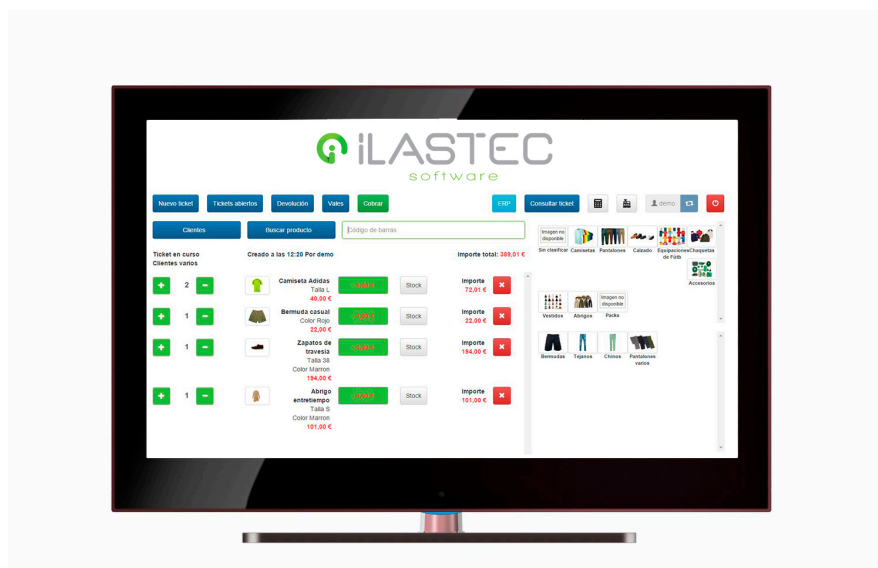 iLASTEC
software
Nuevo ticket Tickets abiertos Devolución Vales Cobrar ERP Consultar ticket demo
Clientes Buscar producto Código de barras
Ticket en curso Creado a las 12:20 Por demo Importe total: 389,01 €
Clientes varios
2 Camiseta Adidas Stock Importe
Talla L 72,01 €
40,00 €
1 Bermuda casual Stock Importe
Color Rojo 22,00 €
22,00 €
1 Zapatos de travesia Stock Importe
Talla 38 194,00 €
Color Marron
194,00 €
1 Abrigo entretiempo Stock Importe
Talla S 101,00 €
Color Marron
101,00 €
Imagen no disponible
Sin clasificar Camisetas Pantalones Calzado Equipaciones de Fútb Chaquetas
Accesorios
Imagen no disponible
Vestidos Abrigos Packs
Bermudas Tejanos Chinos Pantalones varios